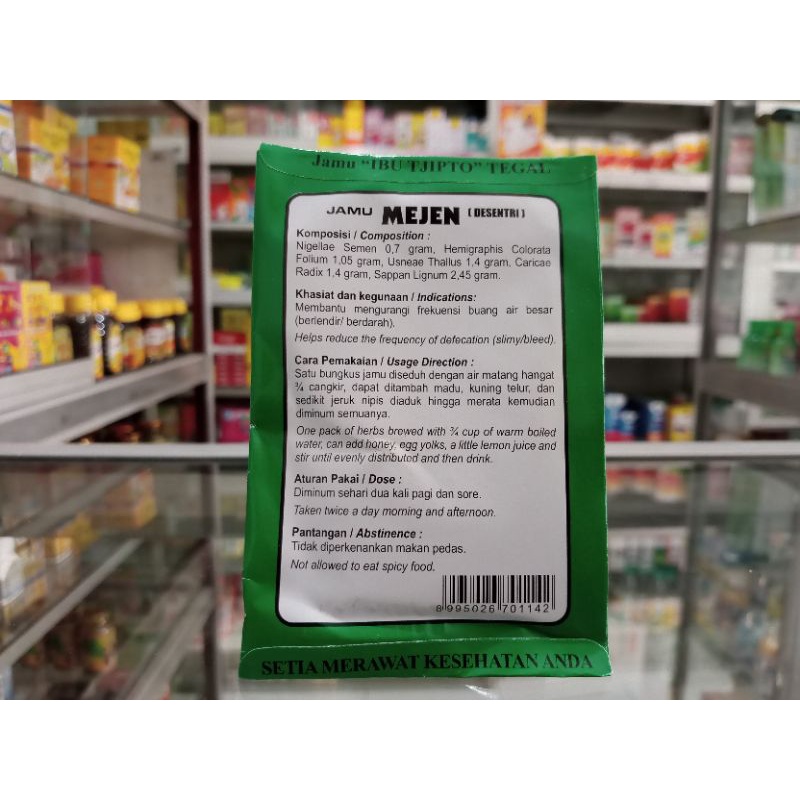 Jamu "IBU TJIPTO" TEGAL
JAMU MEJEN (DESENTRI)
Komposisi / Composition :
Nigellae Semen 0,7 gram, Hemigraphis Colorata
Folium 1,05 gram, Usneae Thallus 1,4 gram, Caricae
Radix 1,4 gram, Sappan Lignum 2,45 gram.
Khasiat dan kegunaan / Indications:
Membantu mengurangi frekuensi buang air besar
(berlendir/ berdarah).
Helps reduce the frequency of defecation (slimy/bleed).
Cara Pemakaian / Usage Direction :
Satu bungkus jamu diseduh dengan air matang hangat
¾ cangkir, dapat ditambah madu, kuning telur, dan
sedikit jeruk nipis diaduk hingga merata kemudian
diminum semuanya.
One pack of herbs brewed with ¾ cup of warm boiled
water, can add honey, egg yolks, a little lemon juice and
stir until evenly distributed and then drink.
Aturan Pakai / Dose :
Diminum sehari dua kali pagi dan sore.
Taken twice a day morning and afternoon.
Pantangan / Abstinence :
Tidak diperkenankan makan pedas.
Not allowed to eat spicy food.
8 995026 701142
SETIA MERAWAT KESEHATAN ANDA